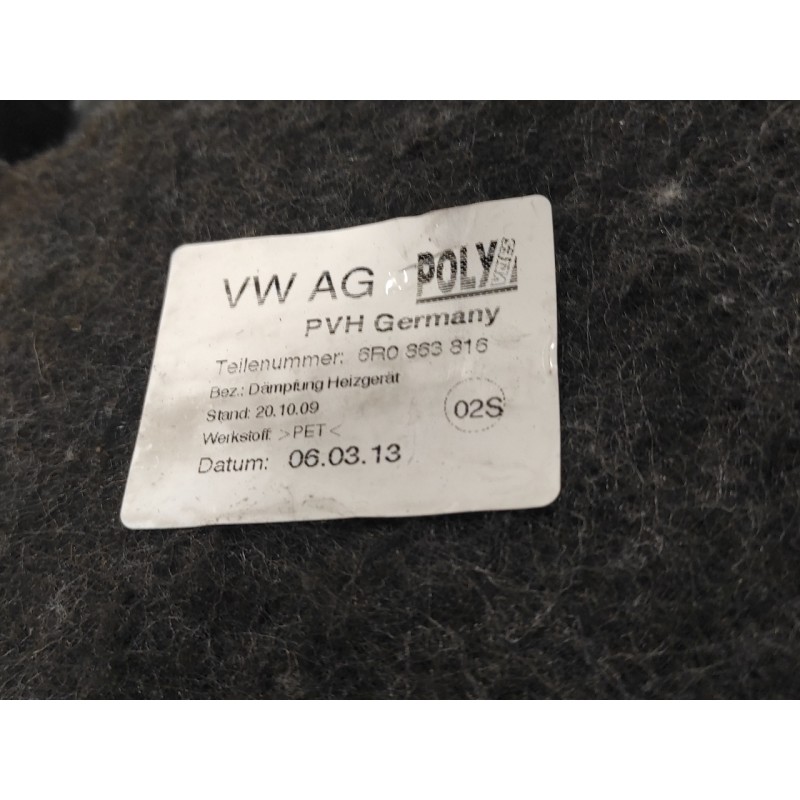 VW AG POLY
PVH Germany
Teilenummer: 6R0 863 816
Bez.: Dämpfung Heizgerät
Stand: 20.10.09
Werkstoff: >PET<
Datum: 06.03.13
02S